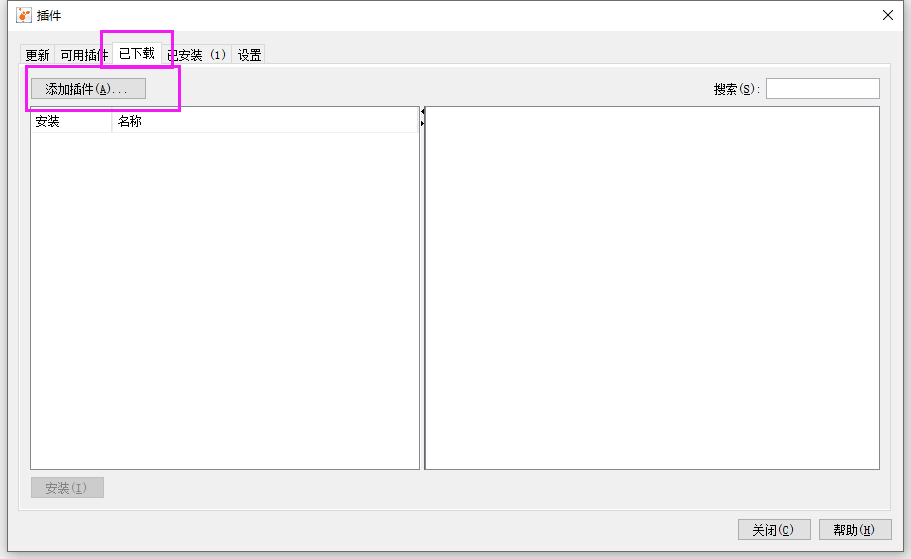 插件
更新 可用插件 已下载 已安装 (1) 设置
添加插件(A)... 搜索(S):
安装 名称
安装(I)
关闭(C) 帮助(H)